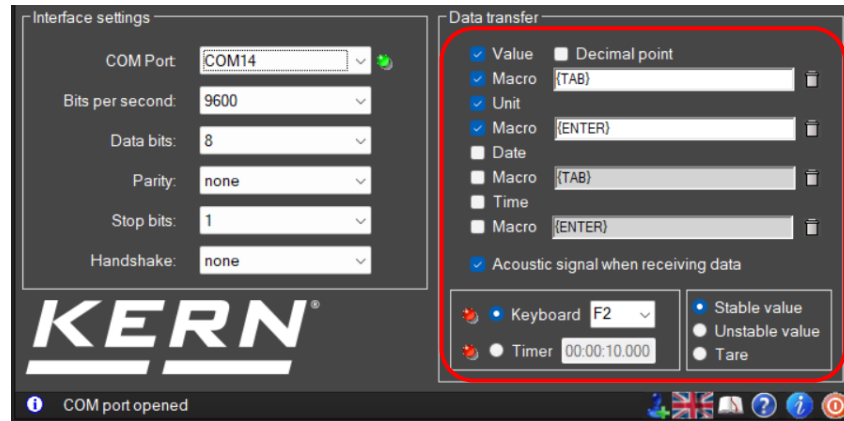 Interface settings
COM Port: COM14
Bits per second: 9600
Data bits: 8
Parity: none
Stop bits: 1
Handshake: none
KERN®
Data transfer
Value Decimal point
Macro {TAB}
Unit
Macro {ENTER}
Date
Macro {TAB}
Time
Macro {ENTER}
Acoustic signal when receiving data
Keyboard F2
Timer 00:00:10.000
Stable value
Unstable value
Tare
COM port opened